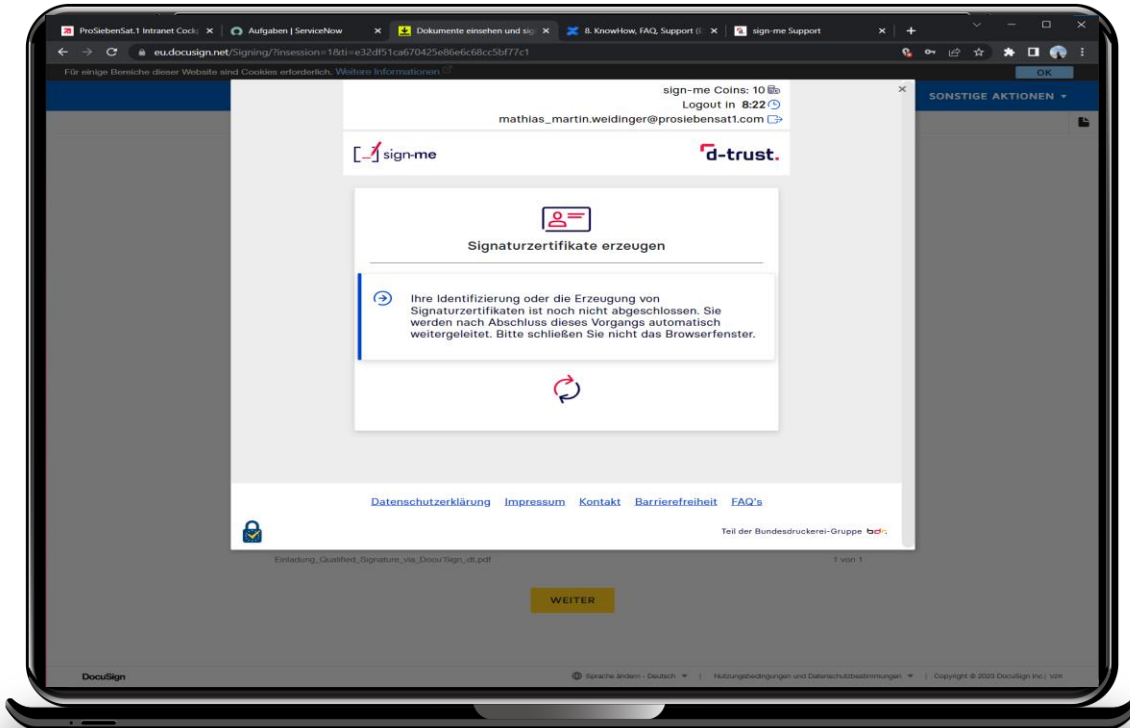 ProSiebenSat.1 Intranet Cock
Aufgaben | ServiceNow
Dokumente einsehen und sig
8. KnowHow, FAQ, Support (
sign-me Support
eu.docusign.net/Signing/?insession=1&ti=e32df51ca670425e86e6c68cc5bf77c1
Für einige Bereiche dieser Website sind Cookies erforderlich. Weitere Informationen
OK
SONSTIGE AKTIONEN
sign-me Coins: 10
Logout in 8:22
mathias_martin.weidinger@prosiebensat1.com
sign-me
d-trust.
Signaturzertifikate erzeugen
Ihre Identifizierung oder die Erzeugung von
Signaturzertifikaten ist noch nicht abgeschlossen. Sie
werden nach Abschluss dieses Vorgangs automatisch
weitergeleitet. Bitte schließen Sie nicht das Browserfenster.
Datenschutzerklärung Impressum Kontakt Barrierefreiheit FAQ's
Teil der Bundesdruckerei-Gruppe bdr.
Einladung_Qualified_Signature_via_DocuSign_dt.pdf
1 von 1
WEITER
DocuSign
Sprache ändern - Deutsch | Nutzungsbedingungen und Datenschutzbestimmungen | Copyright © 2023 DocuSign Inc.|